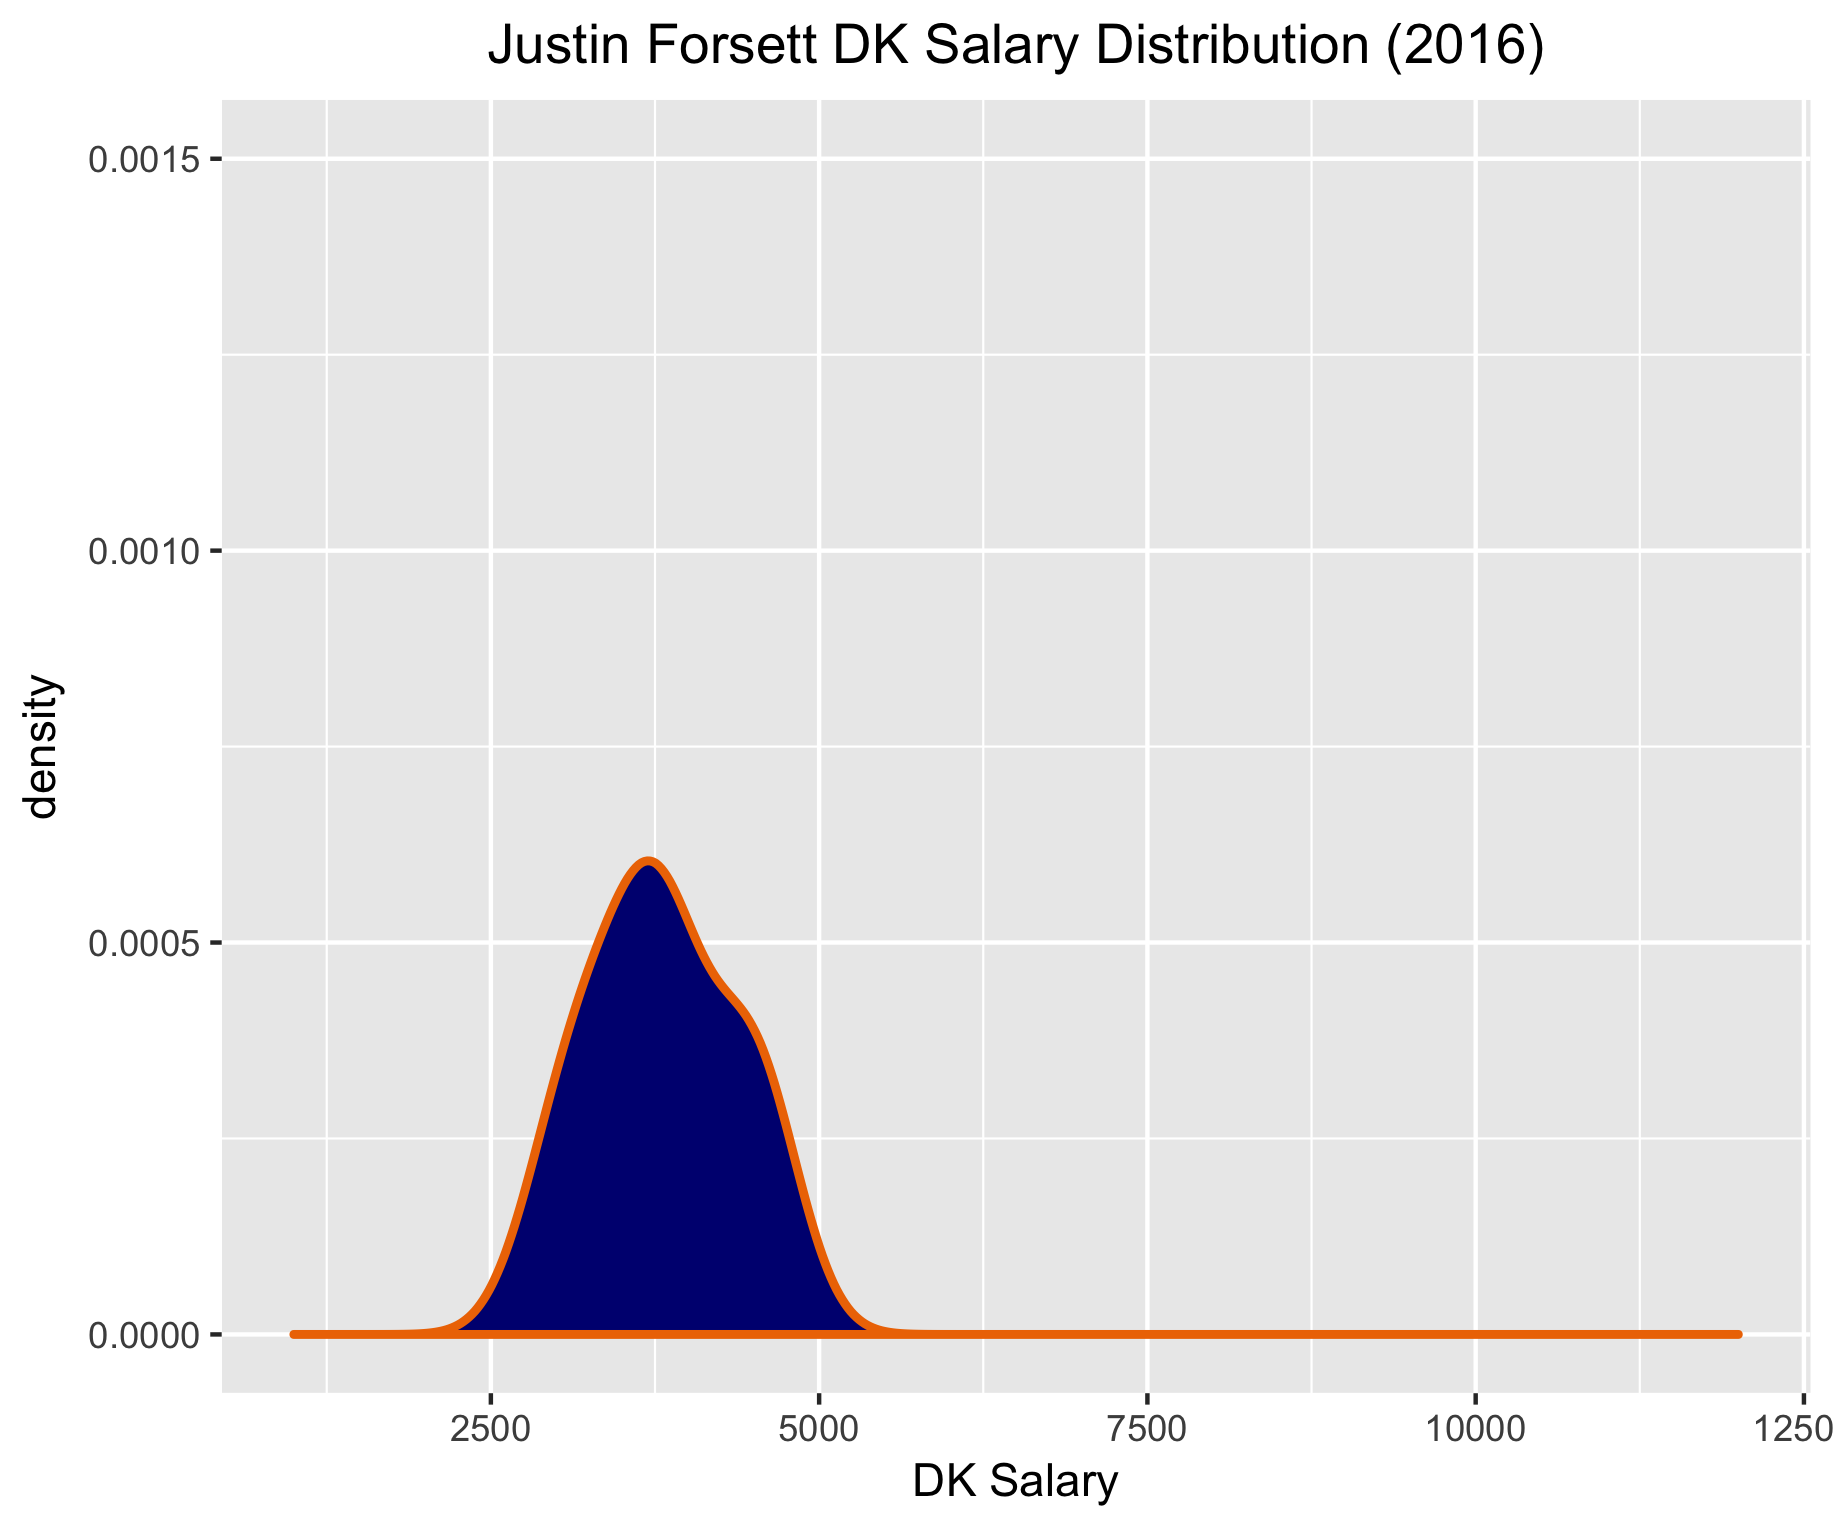 Justin Forsett DK Salary Distribution (2016)
0.0015
0.0010
0.0005
0.0000
density
2500 5000 7500 10000 1250
DK Salary